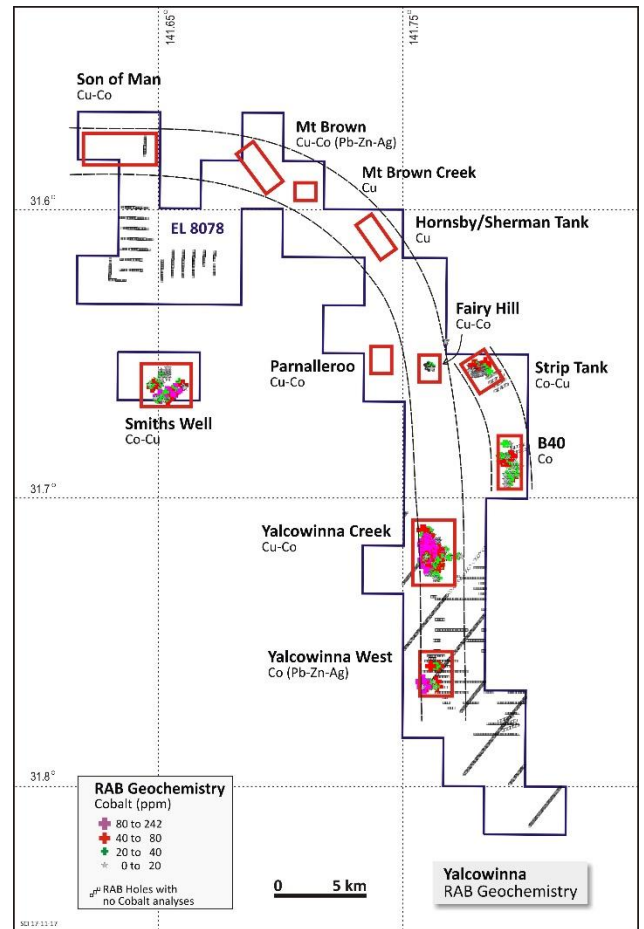 141.65
141.75
Son of Man
Cu-Co
Mt Brown
Cu-Co (Pb-Zn-Ag)
Mt Brown Creek
Cu
31.6°
EL 8078
Hornsby/Sherman Tank
Cu
Fairy Hill
Cu-Co
Parnalleroo
Cu-Co
Strip Tank
Co-Cu
Smiths Well
Co-Cu
B40
Co
31.7°
Yalcowinna Creek
Cu-Co
Yalcowinna West
Co (Pb-Zn-Ag)
31.8°
RAB Geochemistry
Cobalt (ppm)
80 to 242
40 to 80
20 to 40
0 to 20
RAB Holes with
no Cobalt analyses
0 5 km
Yalcowinna
RAB Geochemistry
SCI 17-11-17